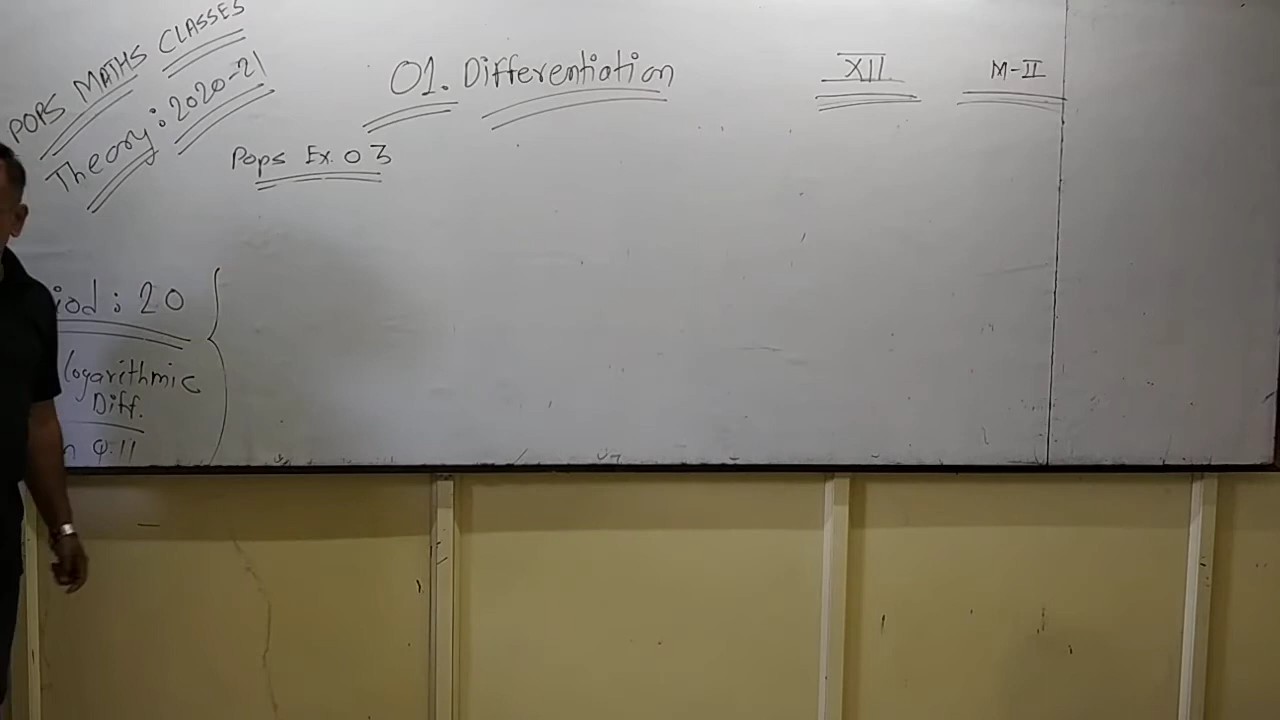 POPS MATHS CLASSES
Theory : 2020-21
01. Differentiation
XII
M-II
Pops Ex. 03
iod : 20
logarithmic
Diff.
n Q.11